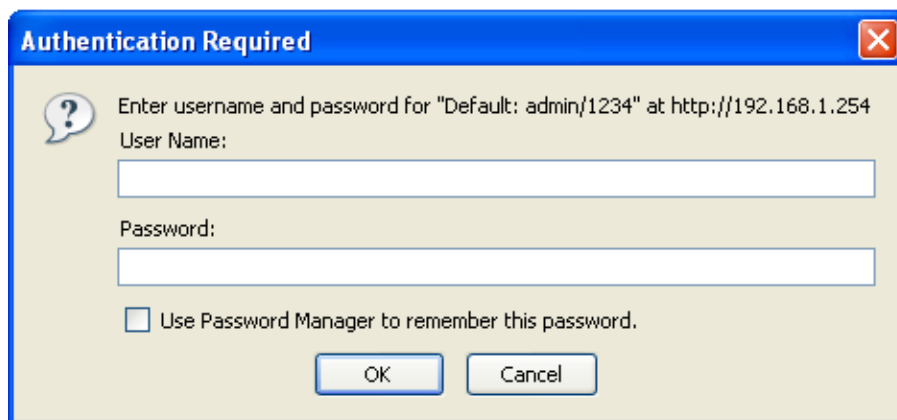 Authentication Required
Enter username and password for "Default: admin/1234" at http://192.168.1.254
User Name:
Password:
Use Password Manager to remember this password.
OK Cancel